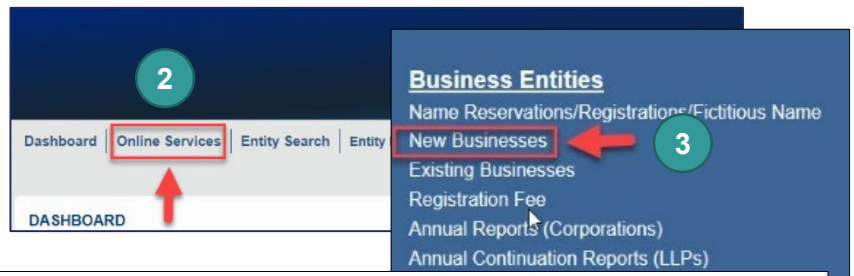 2
Dashboard | Online Services | Entity Search | Entity
DASHBOARD
Business Entities
Name Reservations/Registrations/Fictitious Name
New Businesses
3
Existing Businesses
Registration Fee
Annual Reports (Corporations)
Annual Continuation Reports (LLPs)